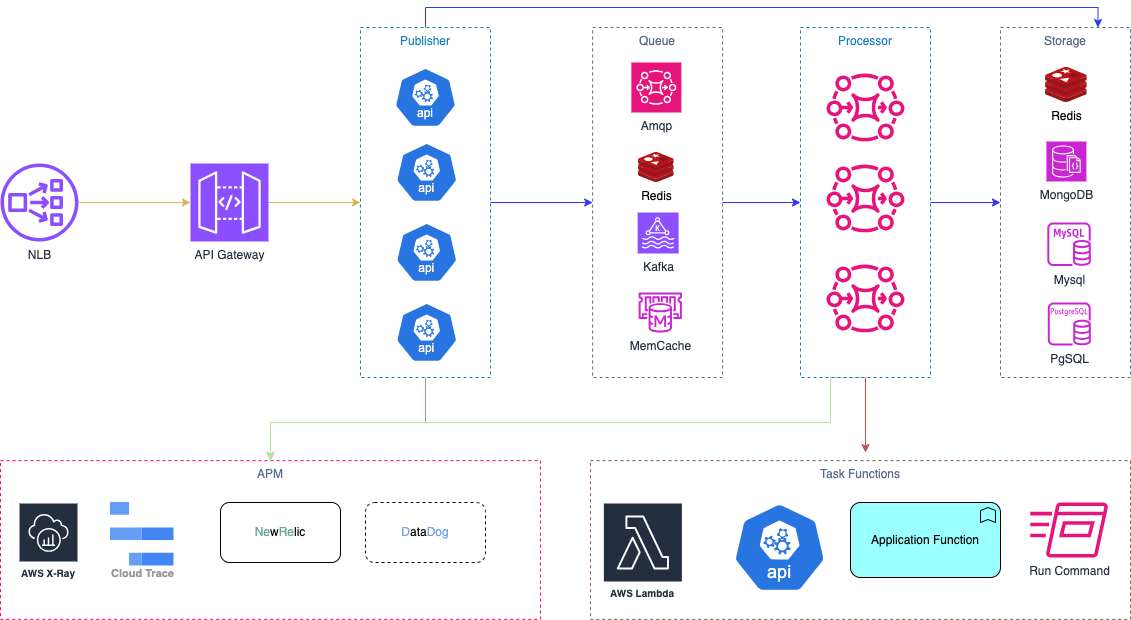 Publisher
Queue
Processor
Storage
api
api
api
api
Amqp
Redis
K
Kafka
M
MemCache
Redis
MongoDB
MySQL
Mysql
PostgreSQL
PgSQL
NLB
</>
API Gateway
APM
AWS X-Ray
Cloud Trace
NewRelic
DataDog
Task Functions
AWS Lambda
api
Application Function
Run Command